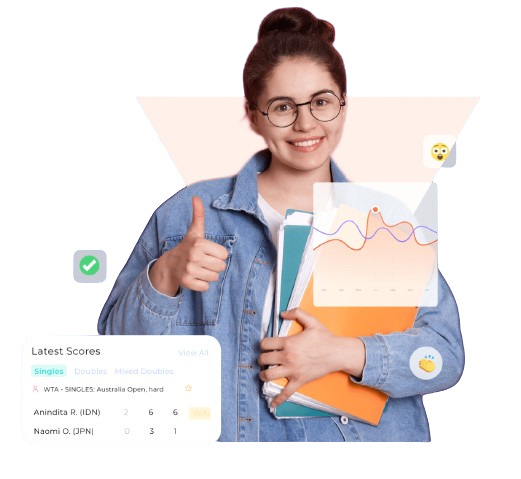 Latest Scores View All
Singles Doubles Mixed Doubles
WTA - SINGLES: Australia Open, hard
Anindita R. (IDN) 2 6 6
Naomi O. (JPN) 0 3 1